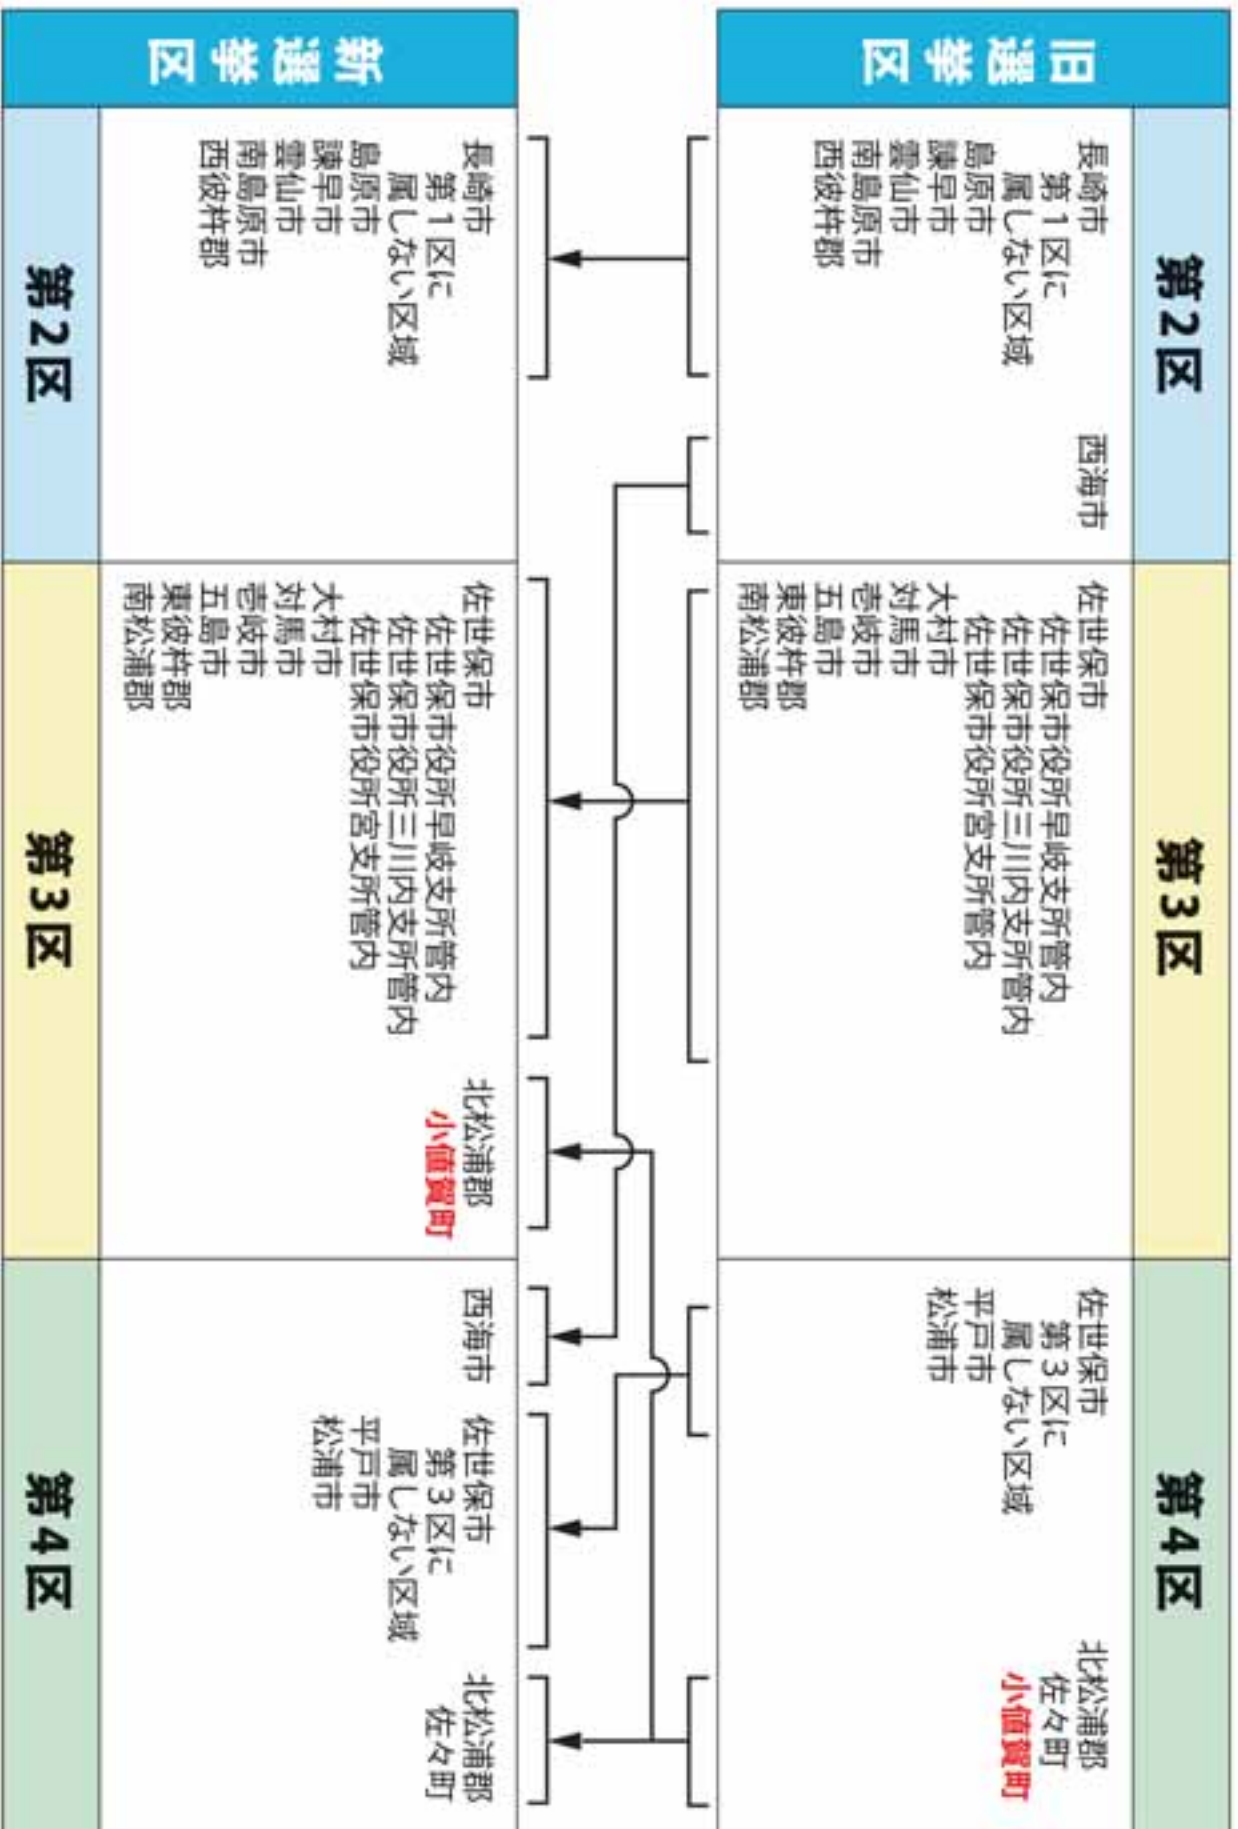 旧選挙区
第2区
長崎市
第1区に
属しない区域
島原市
諫早市
雲仙市
南島原市
西彼杵郡
西海市
第3区
佐世保市
佐世保市役所早岐支所管内
佐世保市役所三川内支所管内
佐世保市役所宮支所管内
大村市
対馬市
壱岐市
五島市
東彼杵郡
南松浦郡
第4区
佐世保市
第3区に
属しない区域
平戸市
松浦市
北松浦郡
佐々町
小値賀町
新選挙区
第2区
長崎市
第1区に
属しない区域
島原市
諫早市
雲仙市
南島原市
西彼杵郡
第3区
佐世保市
佐世保市役所早岐支所管内
佐世保市役所三川内支所管内
佐世保市役所宮支所管内
大村市
対馬市
壱岐市
五島市
東彼杵郡
南松浦郡
北松浦郡
小値賀町
第4区
西海市
佐世保市
第3区に
属しない区域
平戸市
松浦市
北松浦郡
佐々町